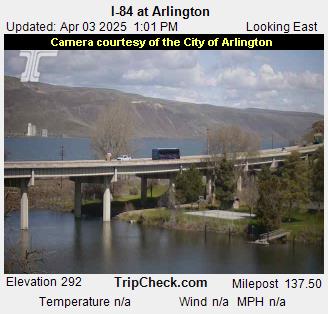 I-84 at Arlington
Updated: Apr 03 2025 1:01 PM Looking East
Camera courtesy of the City of Arlington
Elevation 292 TripCheck.com Milepost 137.50
Temperature n/a Wind n/a MPH n/a